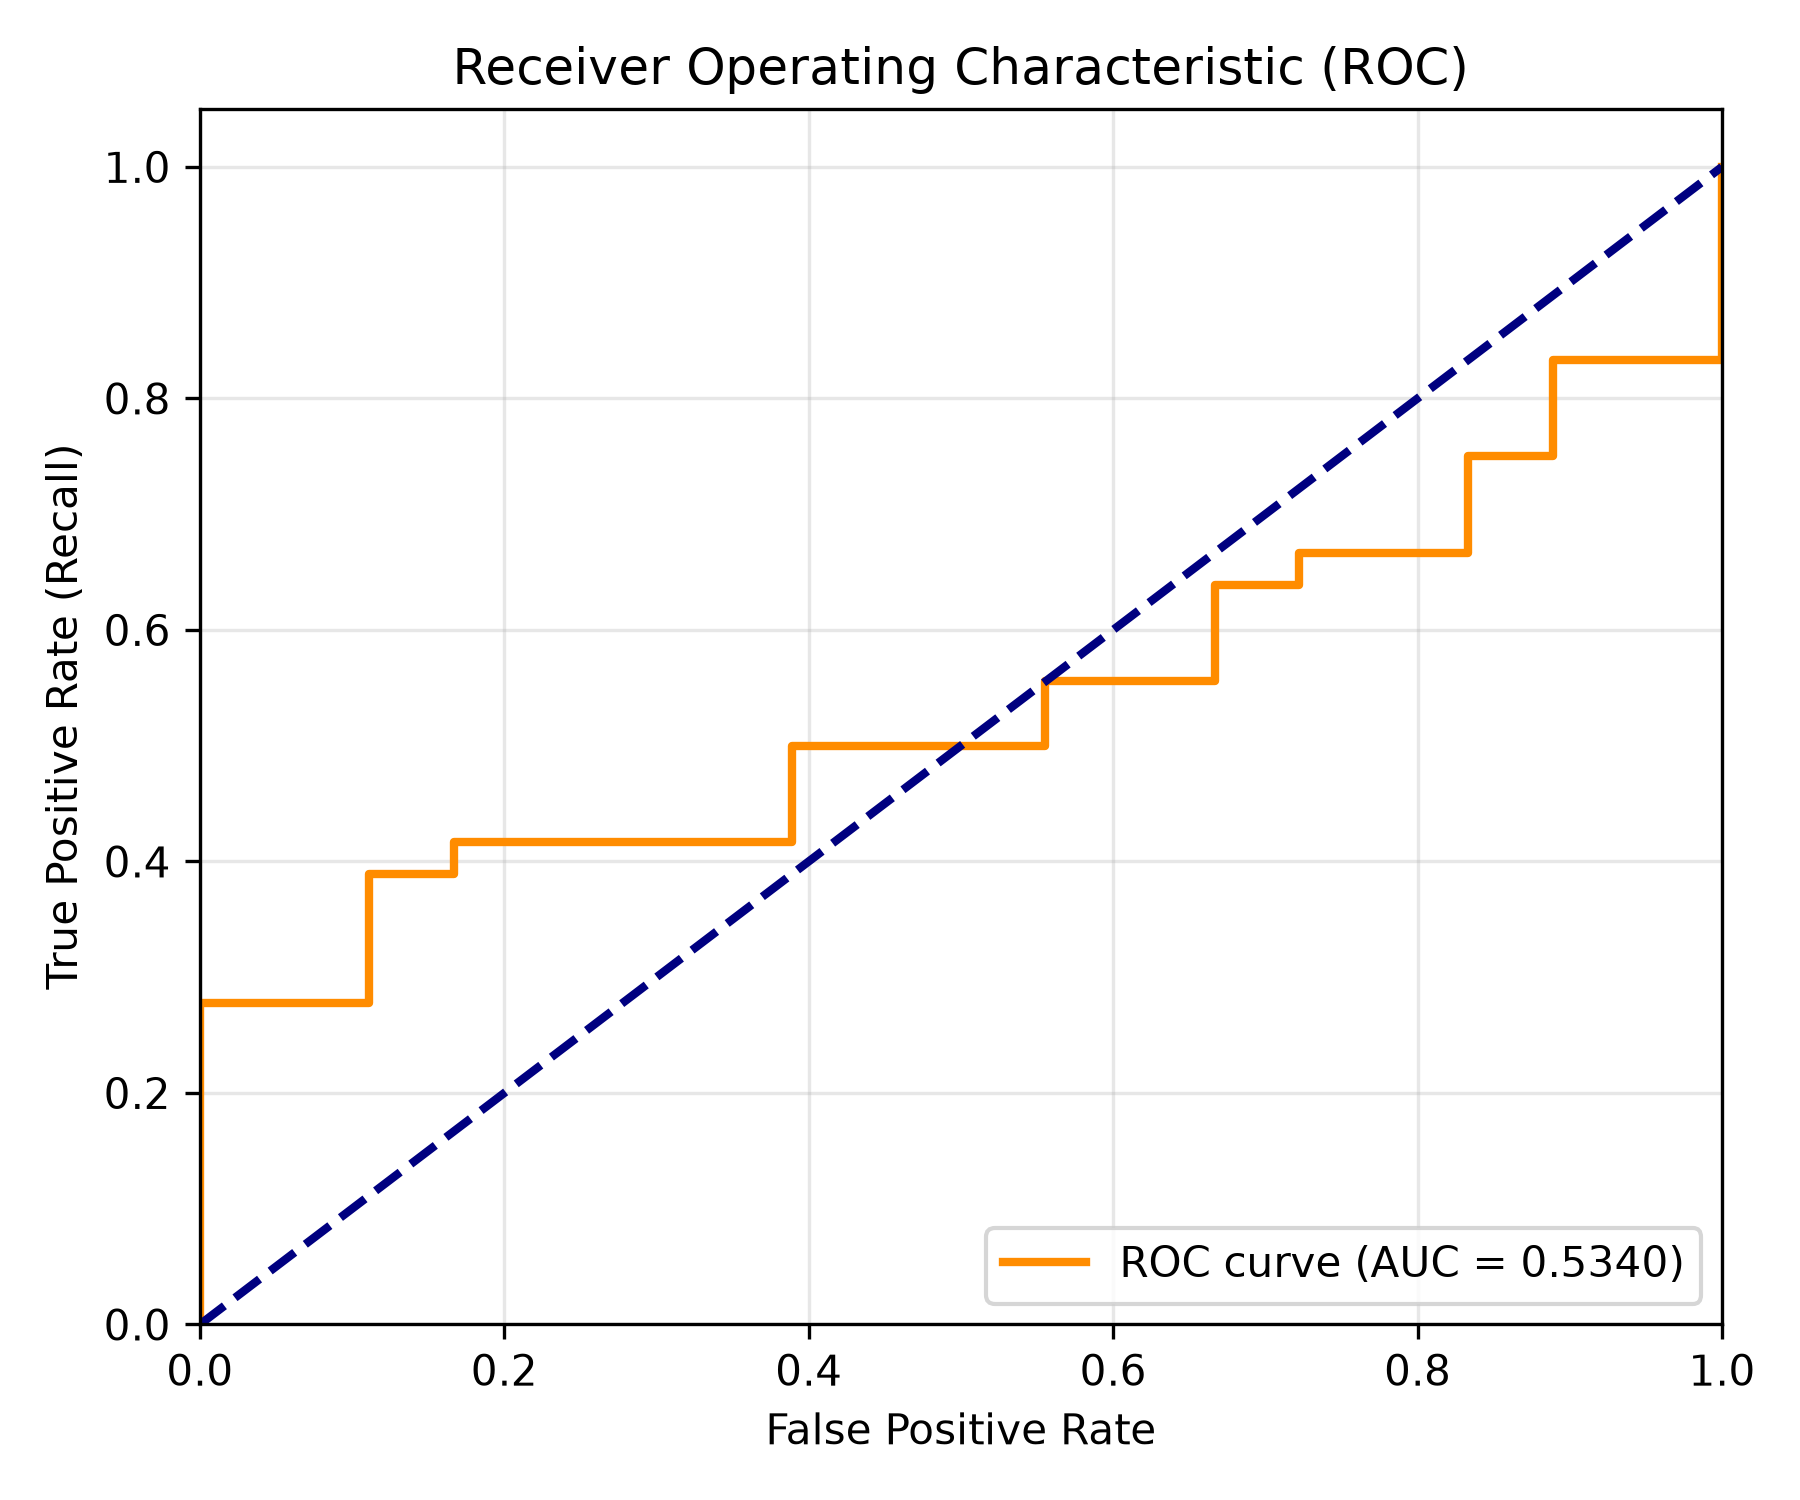 Receiver Operating Characteristic (ROC)
True Positive Rate (Recall)
1.0
0.8
0.6
0.4
0.2
0.0
0.0 0.2 0.4 0.6 0.8 1.0
False Positive Rate
ROC curve (AUC = 0.5340)